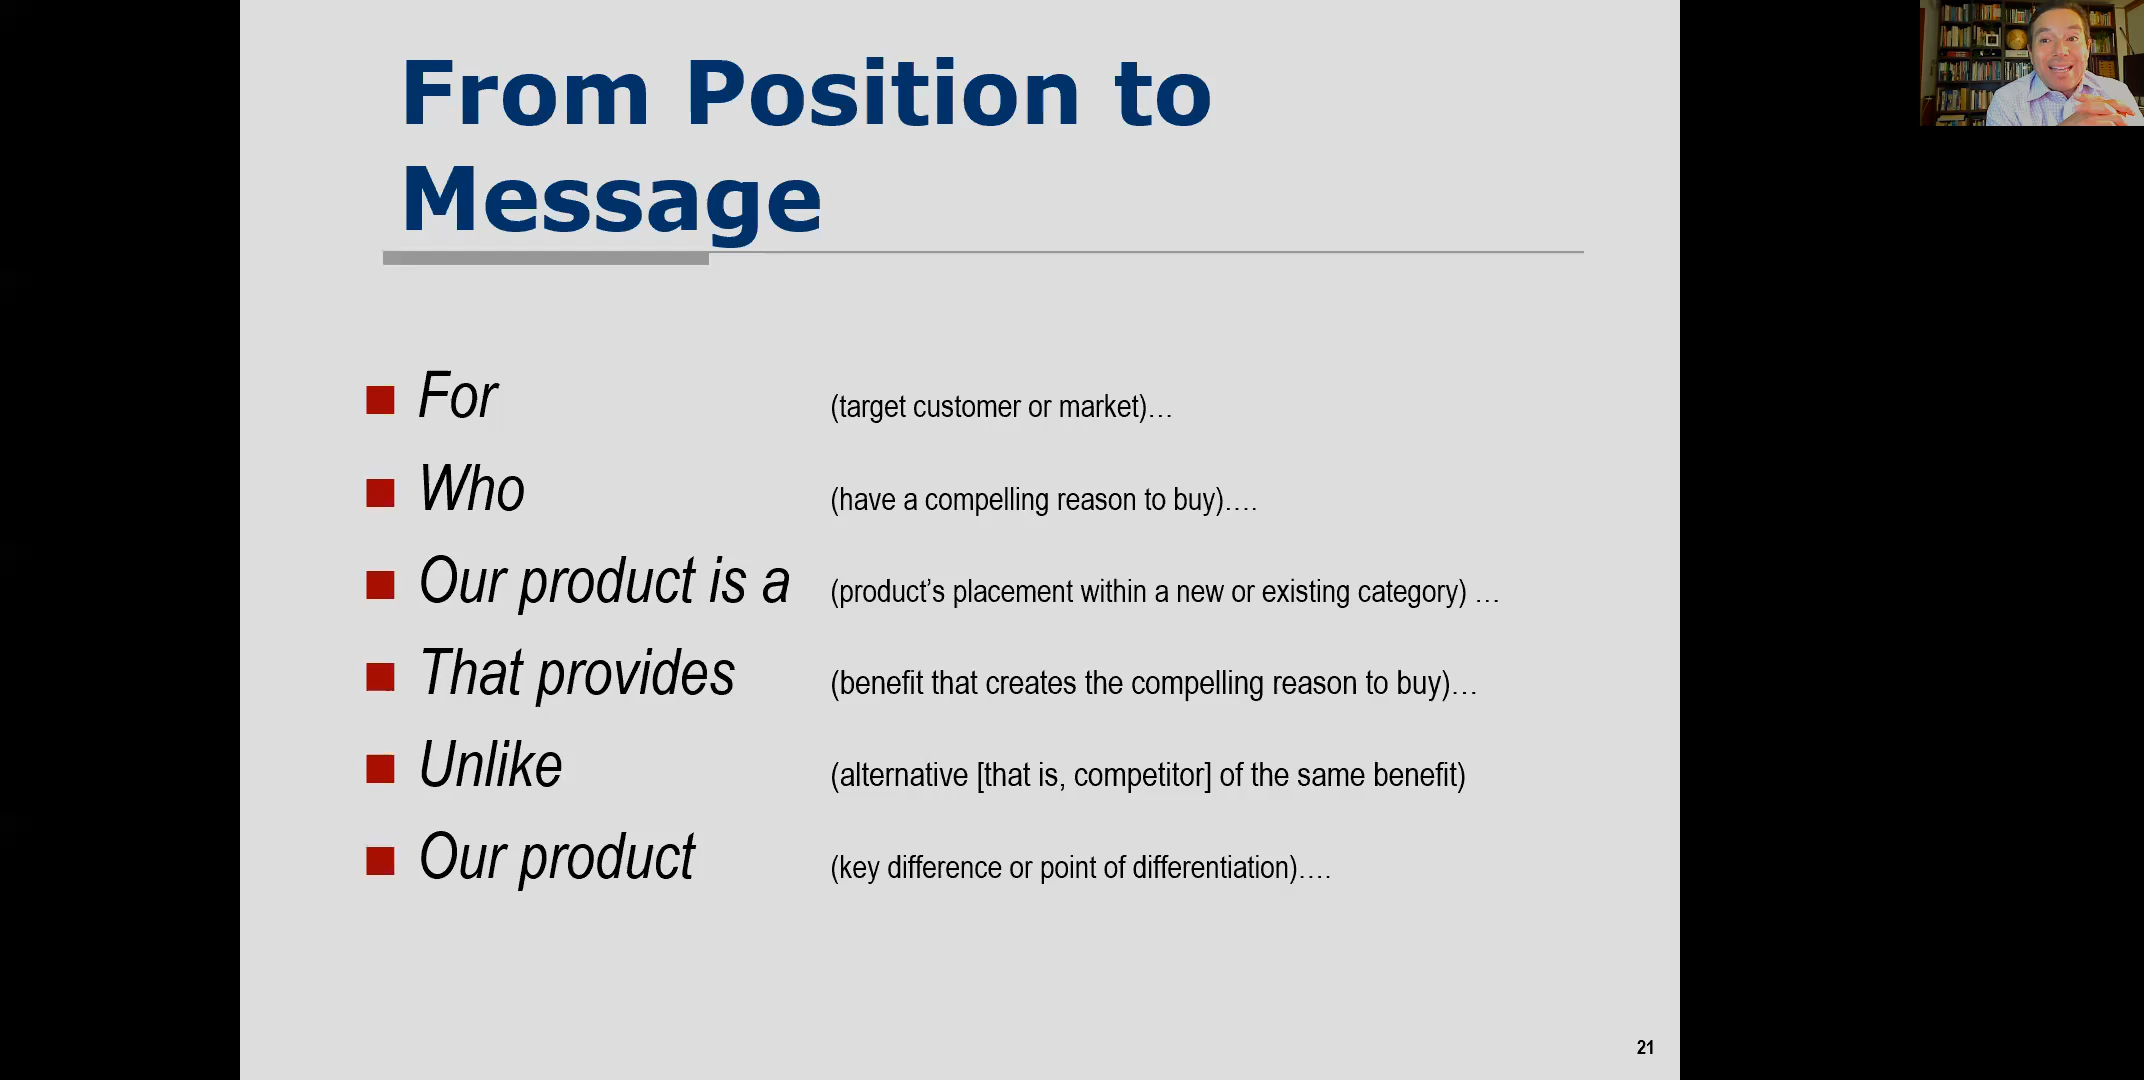 From Position to
Message
For (target customer or market)…
Who (have a compelling reason to buy)….
Our product is a (product’s placement within a new or existing category) …
That provides (benefit that creates the compelling reason to buy)…
Unlike (alternative [that is, competitor] of the same benefit)
Our product (key difference or point of differentiation)….
21